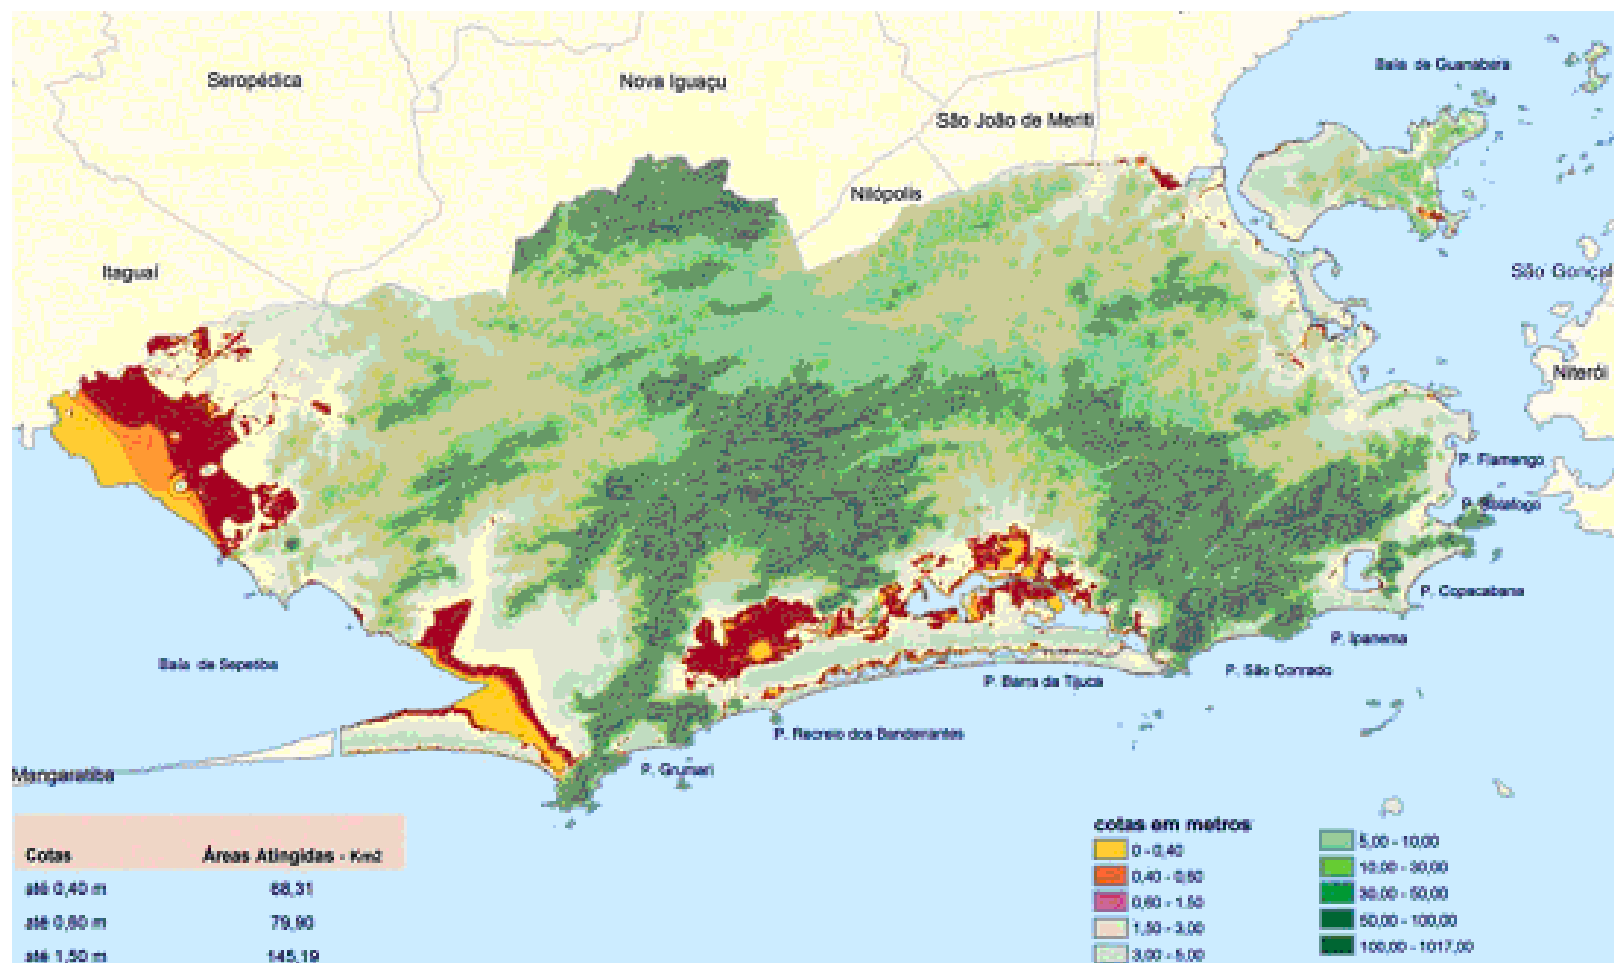 Baía de Guanabara
Seropédica
Nova Iguaçu
São João de Meriti
Nilópolis
Itaguaí
São Gonçal
Niterói
P. Flamengo
P. Botafogo
P. Copacabana
P. Ipanema
P. São Conrado
Baía de Sepetiba
P. Barra da Tijuca
P. Recreio dos Bandeirantes
P. Grumari
Mangaratiba
Cotas Áreas Atingidas - Km2
até 0,40 m 68,31
até 0,60 m 79,90
até 1,50 m 145,19
cotas em metros
0 - 0,40
0,40 - 0,60
0,60 - 1,50
1,50 - 3,00
3,00 - 5,00
5,00 - 10,00
10,00 - 30,00
30,00 - 50,00
50,00 - 100,00
100,00 - 1017,00